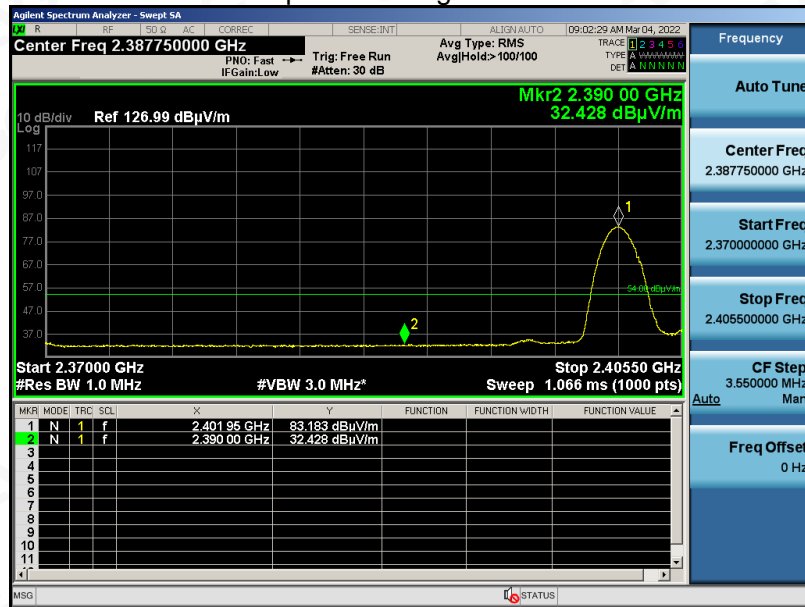 Agilent Spectrum Analyzer - Swept SA
LXI R RF 50 Ω AC CORREC SENSE:INT ALIGN AUTO 09:02:29 AM Mar 04, 2022
Center Freq 2.387750000 GHz
PNO: Fast
IFGain:Low
Trig: Free Run
#Atten: 30 dB
Avg Type: RMS
Avg|Hold:>100/100
TRACE 1 2 3 4 5 6
TYPE A
DET A N N N N N
Frequency
Auto Tune
Mkr2 2.390 00 GHz
32.428 dBµV/m
10 dB/div Ref 126.99 dBµV/m
Log
117
107
97.0
87.0
77.0
67.0
57.0
47.0
37.0
1
2
54.00 dBµV/m
Center Freq
2.387750000 GHz
Start Freq
2.370000000 GHz
Stop Freq
2.405500000 GHz
Start 2.37000 GHz Stop 2.40550 GHz
#Res BW 1.0 MHz #VBW 3.0 MHz* Sweep 1.066 ms (1000 pts)
CF Step
3.550000 MHz
Auto Man
MKR MODE TRC SCL X Y FUNCTION FUNCTION WIDTH FUNCTION VALUE
1 N 1 f 2.401 95 GHz 83.183 dBµV/m
2 N 1 f 2.390 00 GHz 32.428 dBµV/m
3
4
5
6
7
8
9
10
11
Freq Offset
0 Hz
MSG STATUS